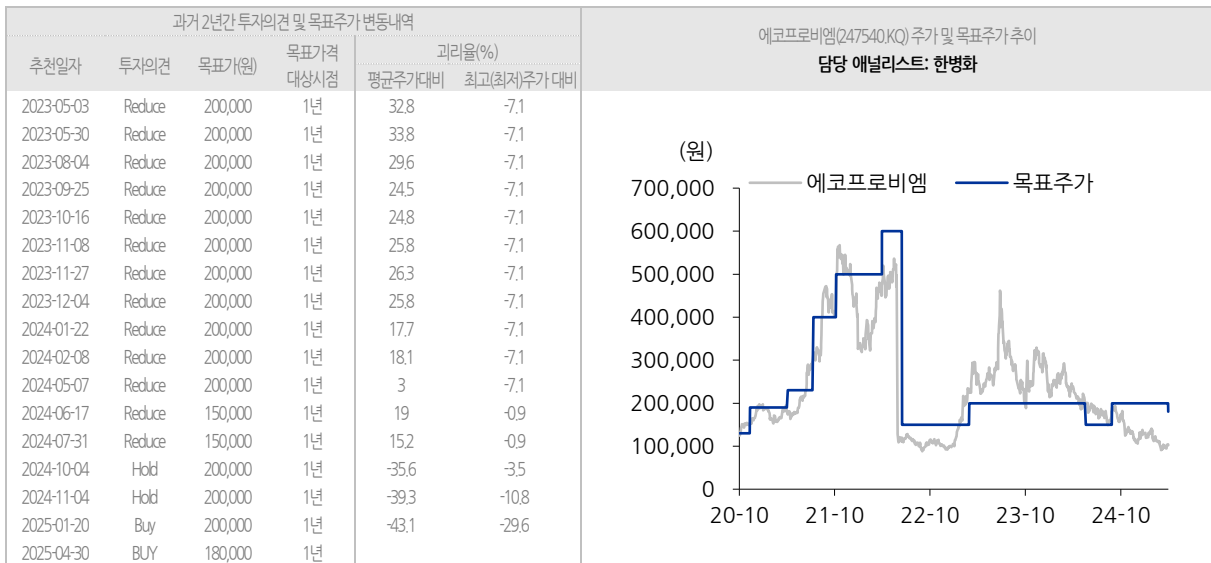 과거 2년간 투자의견 및 목표주가 변동내역
추천일자 투자의견 목표가(원) 목표가격 대상시점 괴리율(%)
평균주가대비 최고(최저)주가 대비
2023-05-03 Reduce 200,000 1년 32.8 -7.1
2023-05-30 Reduce 200,000 1년 33.8 -7.1
2023-08-04 Reduce 200,000 1년 29.6 -7.1
2023-09-25 Reduce 200,000 1년 24.5 -7.1
2023-10-16 Reduce 200,000 1년 24.8 -7.1
2023-11-08 Reduce 200,000 1년 25.8 -7.1
2023-11-27 Reduce 200,000 1년 26.3 -7.1
2023-12-04 Reduce 200,000 1년 25.8 -7.1
2024-01-22 Reduce 200,000 1년 17.7 -7.1
2024-02-08 Reduce 200,000 1년 18.1 -7.1
2024-05-07 Reduce 200,000 1년 3 -7.1
2024-06-17 Reduce 150,000 1년 19 -0.9
2024-07-31 Reduce 150,000 1년 15.2 -0.9
2024-10-04 Hold 200,000 1년 -35.6 -3.5
2024-11-04 Hold 200,000 1년 -39.3 -10.8
2025-01-20 Buy 200,000 1년 -43.1 -29.6
2025-04-30 BUY 180,000 1년
에코프로비엠(247540.KQ) 주가 및 목표주가 추이
담당 애널리스트: 한병화
(원)
에코프로비엠 목표주가
700,000
600,000
500,000
400,000
300,000
200,000
100,000
0
20-10 21-10 22-10 23-10 24-10